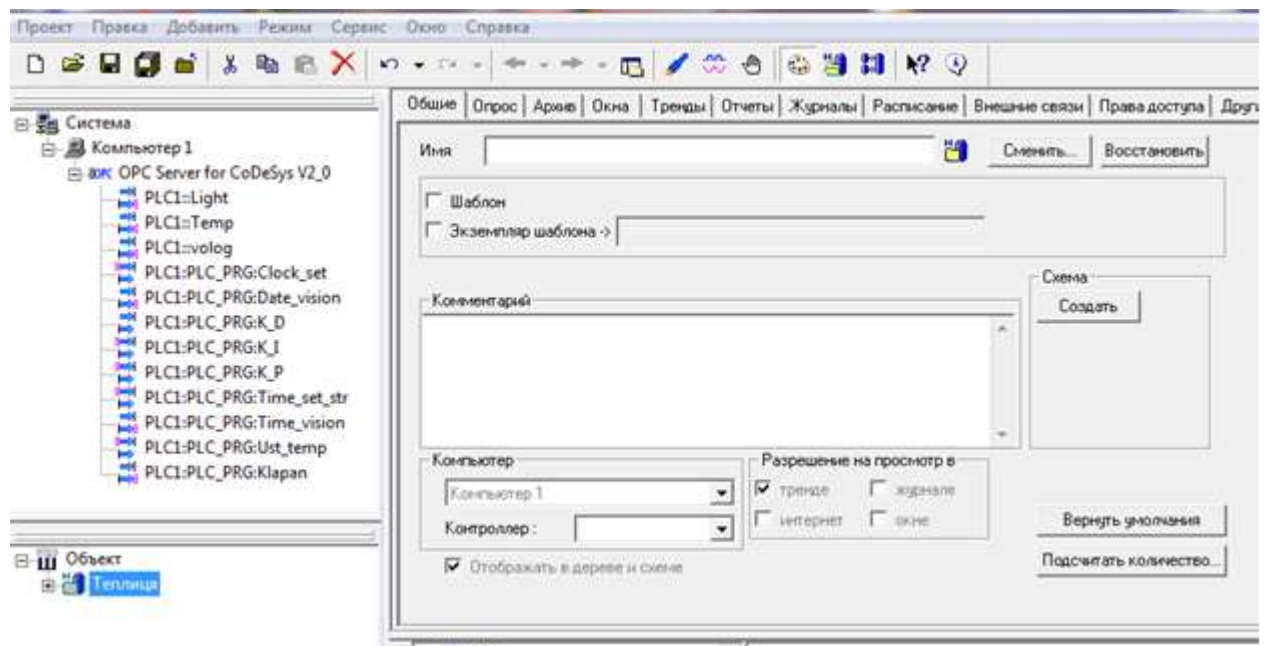 Проект Правка Добавить Режим Сервис Окно Справка
Общие Опрос Архив Окна Тренды Отчеты Журналы Расписание Внешние связи Права доступа Друг
Система
Компьютер 1
OPC Server for CoDeSys V2_0
PLC1::Light
PLC1::Temp
PLC1::volog
PLC1:PLC_PRG:Clock_set
PLC1:PLC_PRG:Date_vision
PLC1:PLC_PRG:K_D
PLC1:PLC_PRG:K_I
PLC1:PLC_PRG:K_P
PLC1:PLC_PRG:Time_set_str
PLC1:PLC_PRG:Time_vision
PLC1:PLC_PRG:Ust_temp
PLC1:PLC_PRG:Klapan
Объект
Теплица
Имя Сменить... Восстановить
Шаблон
Экземпляр шаблона ->
Схема
Создать
Комментарий
Компьютер
Компьютер 1
Контроллер :
Разрешение на просмотр в
тренде журнале
интернет окне
Отображать в дереве и схеме
Вернуть умолчания
Подсчитать количество...